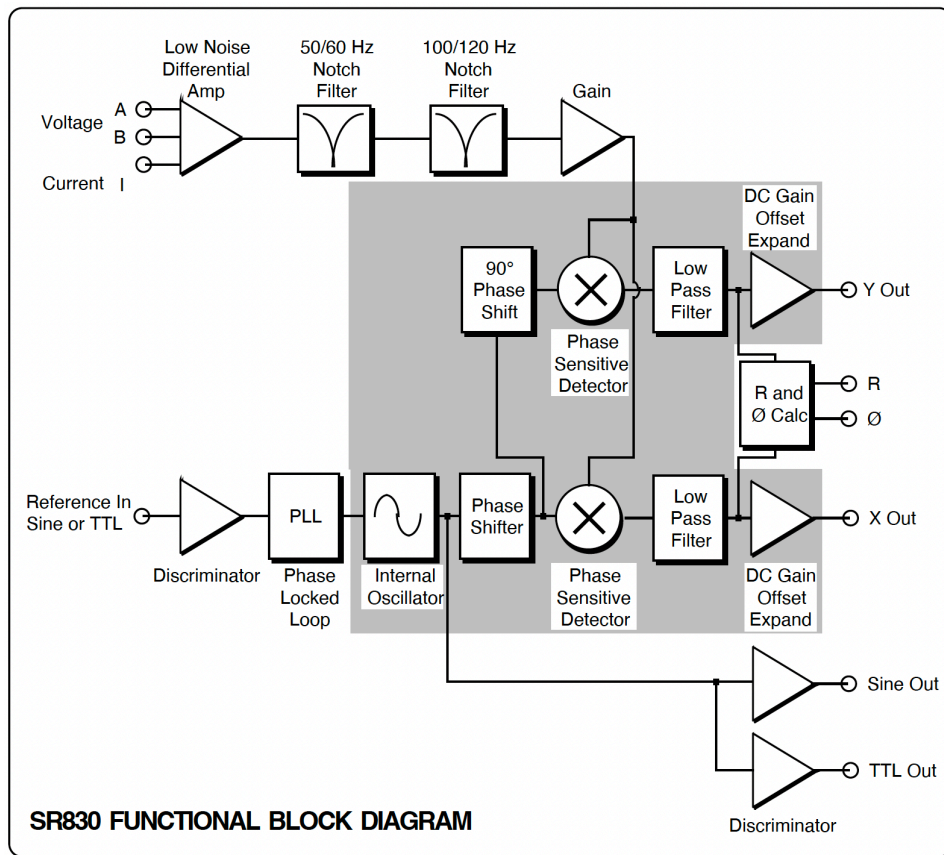 Low Noise
Differential
Amp
50/60 Hz
Notch
Filter
100/120 Hz
Notch
Filter
Gain
Voltage
A
B
Current
I
DC Gain
Offset
Expand
90°
Phase
Shift
Low
Pass
Filter
Y Out
Phase
Sensitive
Detector
R and
Ø Calc
R
Ø
Reference In
Sine or TTL
PLL
Phase
Shifter
Low
Pass
Filter
X Out
Discriminator
Phase
Locked
Loop
Internal
Oscillator
Phase
Sensitive
Detector
DC Gain
Offset
Expand
Sine Out
TTL Out
Discriminator
SR830 FUNCTIONAL BLOCK DIAGRAM